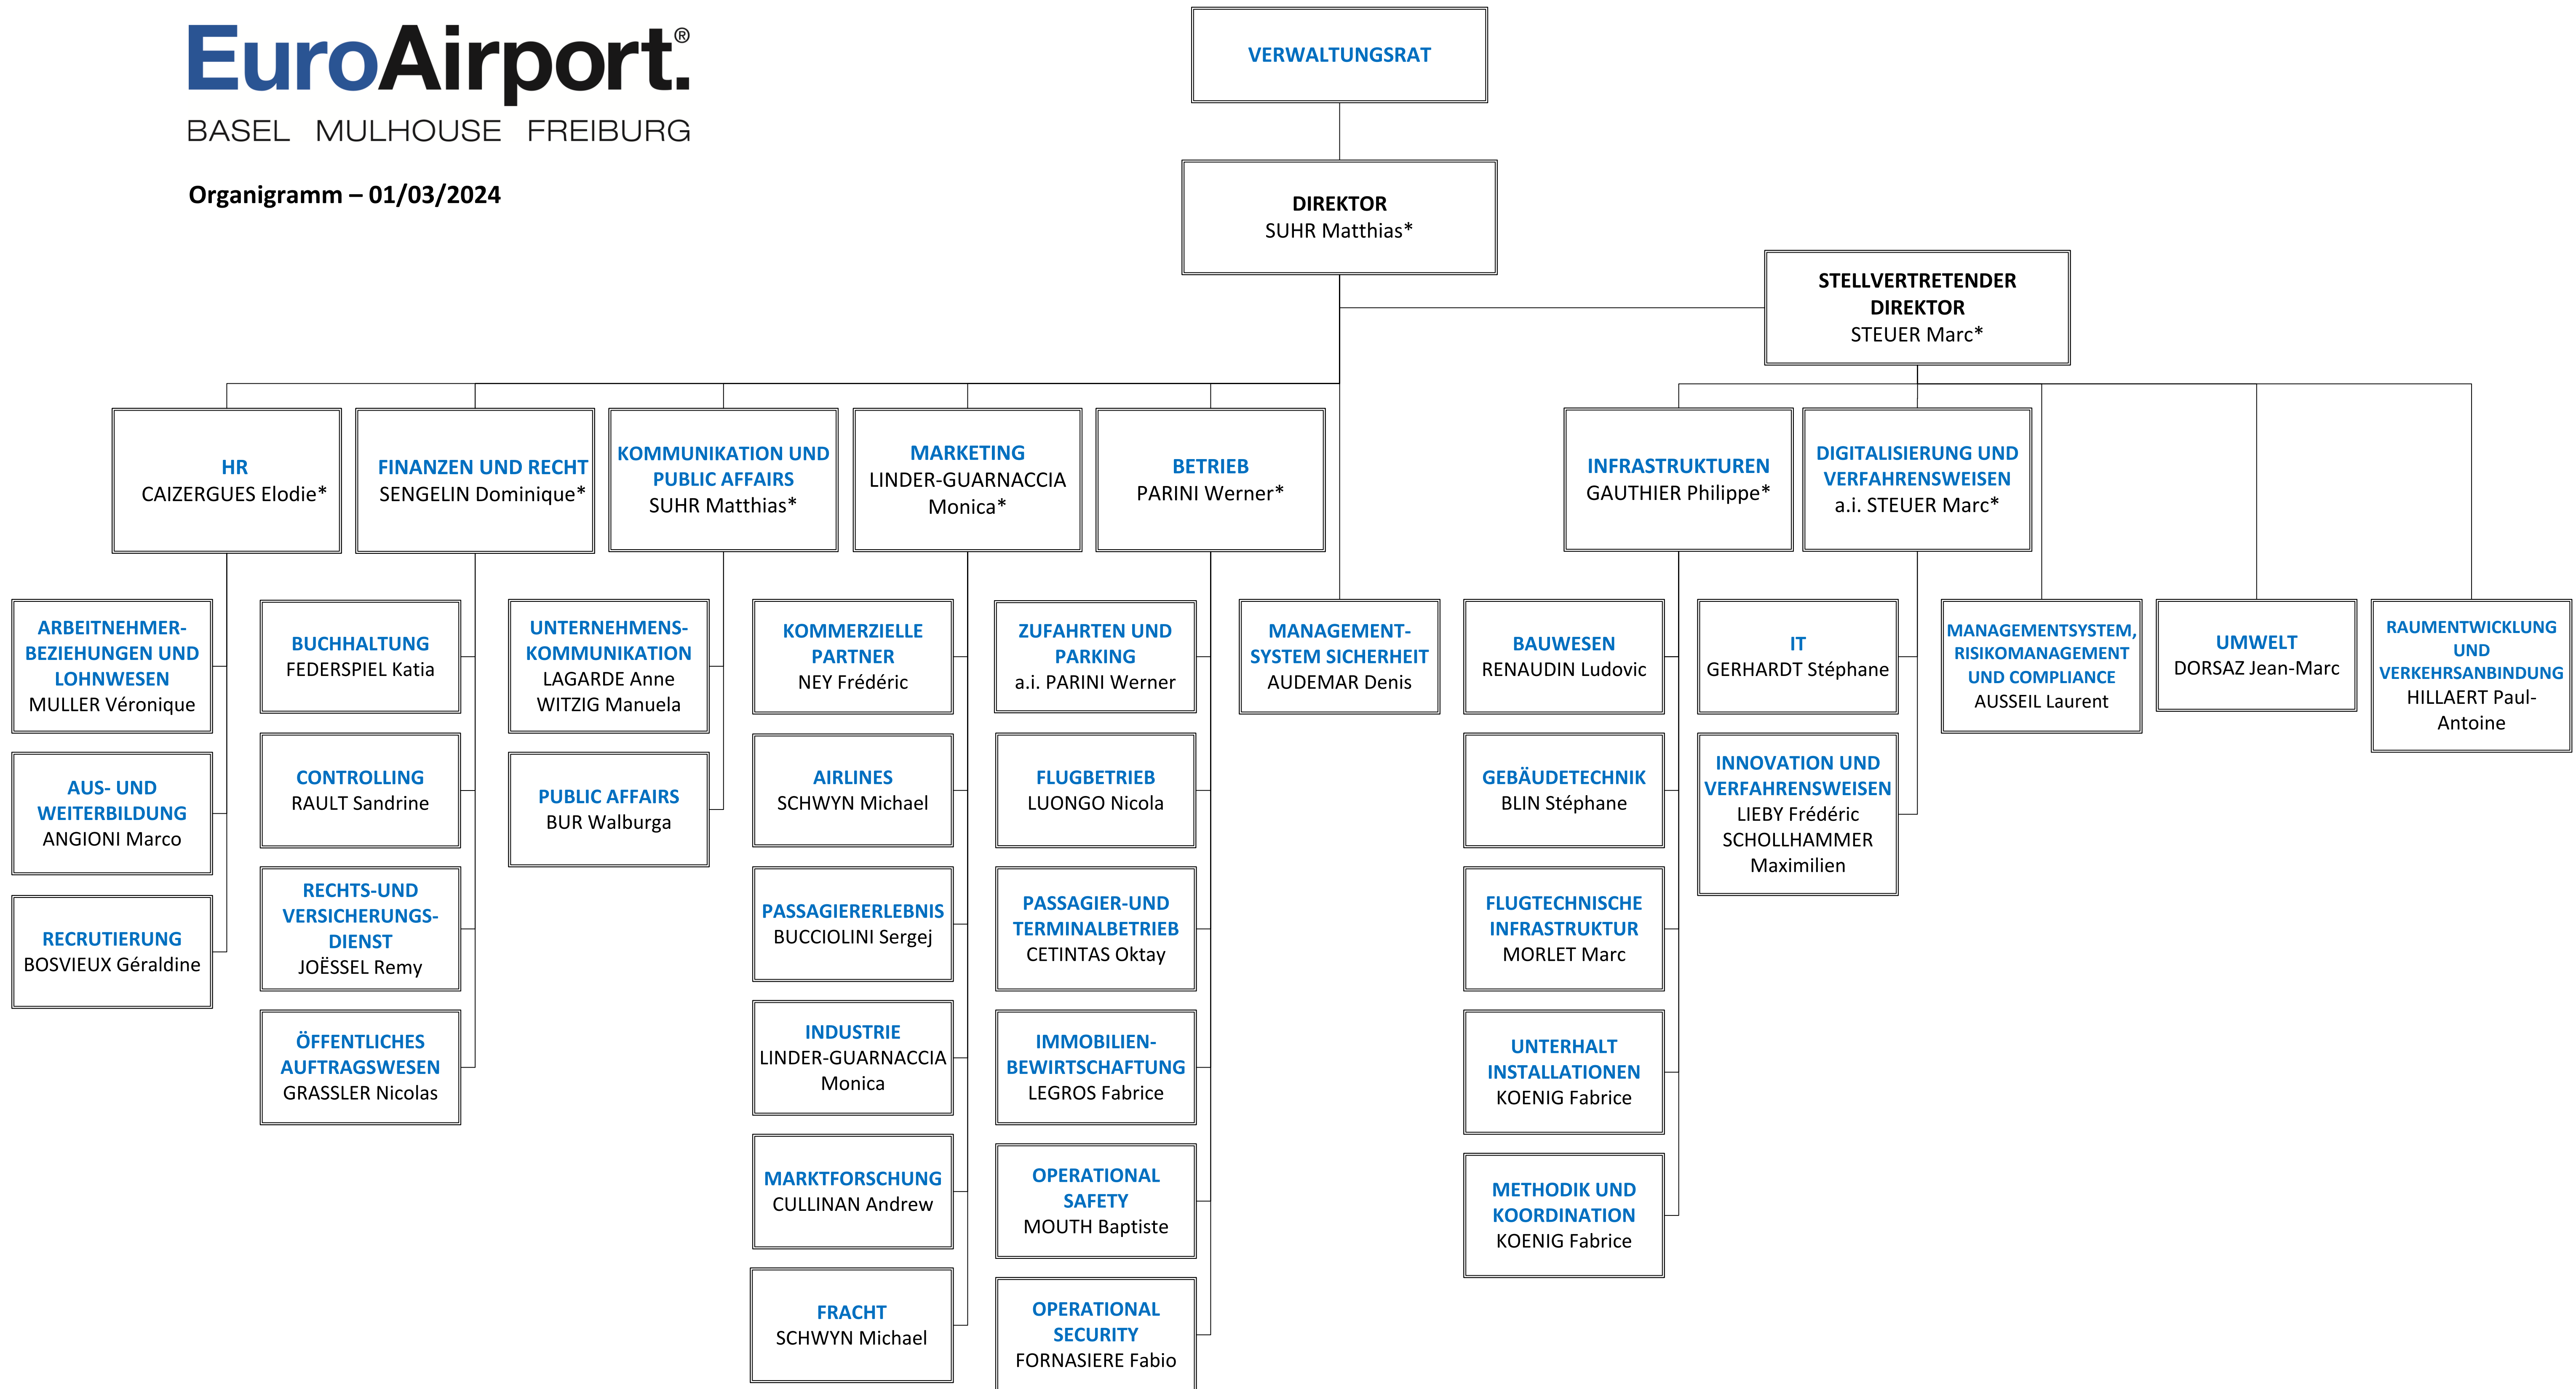 EuroAirport.®
BASEL MULHOUSE FREIBURG
Organigramm – 01/03/2024
VERWALTUNGSRAT
DIREKTOR
SUHR Matthias*
STELLVERTRETENDER
DIREKTOR
STEUER Marc*
HR
CAIZERGUES Elodie*
FINANZEN UND RECHT
SENGELIN Dominique*
KOMMUNIKATION UND
PUBLIC AFFAIRS
SUHR Matthias*
MARKETING
LINDER-GUARNACCIA
Monica*
BETRIEB
PARINI Werner*
INFRASTRUKTUREN
GAUTHIER Philippe*
DIGITALISIERUNG UND
VERFAHRENSWEISEN
a.i. STEUER Marc*
ARBEITNEHMER-
BEZIEHUNGEN UND
LOHNWESEN
MULLER Véronique
AUS- UND
WEITERBILDUNG
ANGIONI Marco
RECRUTIERUNG
BOSVIEUX Géraldine
BUCHHALTUNG
FEDERSPIEL Katia
CONTROLLING
RAULT Sandrine
RECHTS-UND
VERSICHERUNGS-
DIENST
JOËSSEL Remy
ÖFFENTLICHES
AUFTRAGSWESEN
GRASSLER Nicolas
UNTERNEHMENS-
KOMMUNIKATION
LAGARDE Anne
WITZIG Manuela
PUBLIC AFFAIRS
BUR Walburga
KOMMERZIELLE
PARTNER
NEY Frédéric
AIRLINES
SCHWYN Michael
PASSAGIERERLEBNIS
BUCCIOLINI Sergej
INDUSTRIE
LINDER-GUARNACCIA
Monica
MARKTFORSCHUNG
CULLINAN Andrew
FRACHT
SCHWYN Michael
ZUFAHRTEN UND
PARKING
a.i. PARINI Werner
FLUGBETRIEB
LUONGO Nicola
PASSAGIER-UND
TERMINALBETRIEB
CETINTAS Oktay
IMMOBILIEN-
BEWIRTSCHAFTUNG
LEGROS Fabrice
OPERATIONAL
SAFETY
MOUTH Baptiste
OPERATIONAL
SECURITY
FORNASIERE Fabio
MANAGEMENT-
SYSTEM SICHERHEIT
AUDEMAR Denis
BAUWESEN
RENAUDIN Ludovic
GEBÄUDETECHNIK
BLIN Stéphane
FLUGTECHNISCHE
INFRASTRUKTUR
MORLET Marc
UNTERHALT
INSTALLATIONEN
KOENIG Fabrice
METHODIK UND
KOORDINATION
KOENIG Fabrice
IT
GERHARDT Stéphane
INNOVATION UND
VERFAHRENSWEISEN
LIEBY Frédéric
SCHOLLHAMMER
Maximilien
MANAGEMENTSYSTEM,
RISIKOMANAGEMENT
UND COMPLIANCE
AUSSEIL Laurent
UMWELT
DORSAZ Jean-Marc
RAUMENTWICKLUNG
UND
VERKEHRSANBINDUNG
HILLAERT Paul-
Antoine